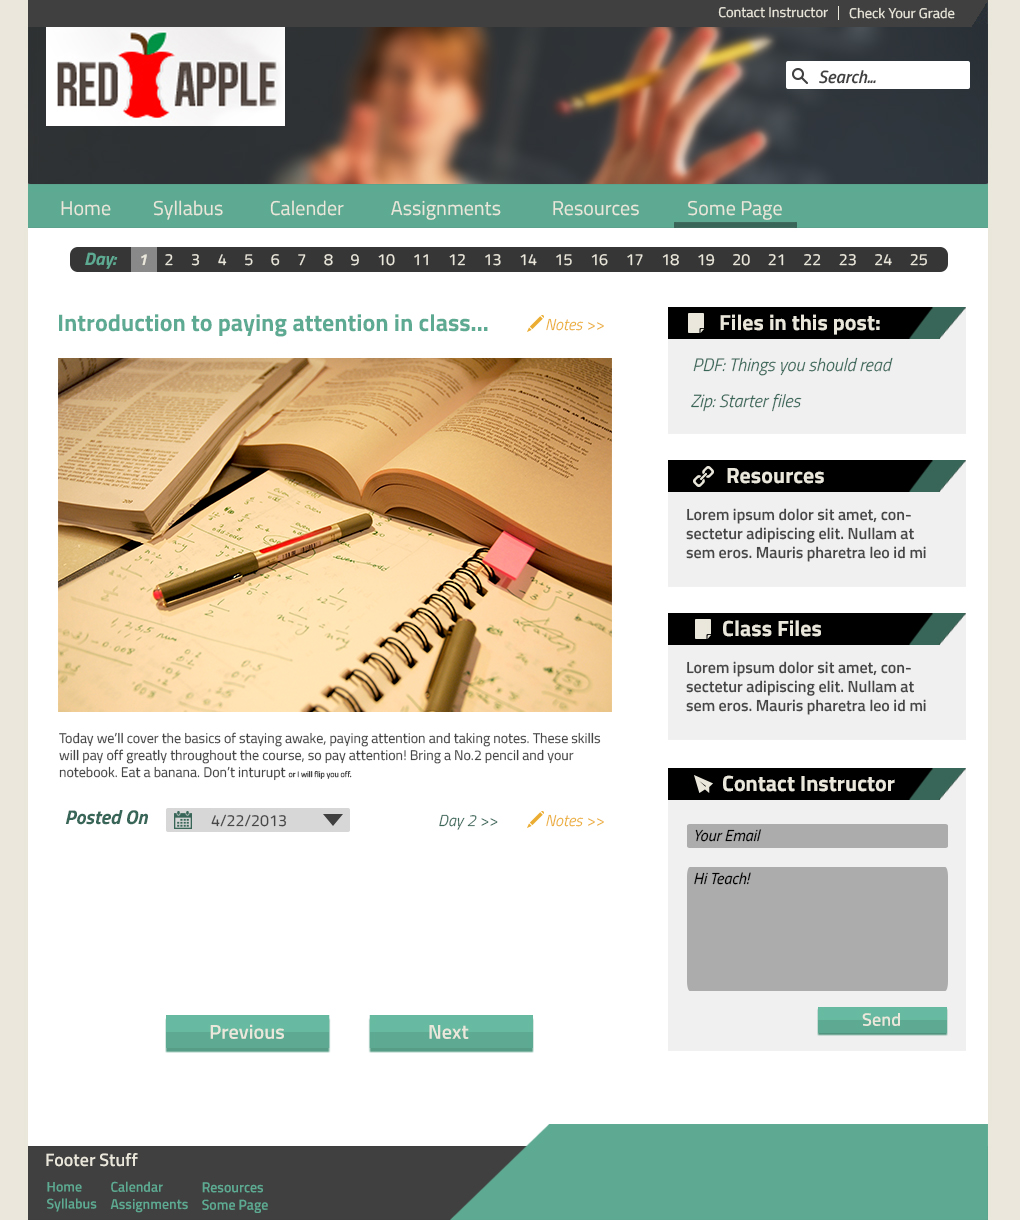 Contact Instructor | Check Your Grade
RED APPLE
Search...
Home Syllabus Calender Assignments Resources Some Page
Day: 1 2 3 4 5 6 7 8 9 10 11 12 13 14 15 16 17 18 19 20 21 22 23 24 25
Introduction to paying attention in class...
Notes >>
Today we'll cover the basics of staying awake, paying attention and taking notes. These skills
will pay off greatly throughout the course, so pay attention! Bring a No.2 pencil and your
notebook. Eat a banana. Don't inturupt or I will flip you off.
Posted On 4/22/2013 Day 2 >> Notes >>
Previous Next
Files in this post:
PDF: Things you should read
Zip: Starter files
Resources
Lorem ipsum dolor sit amet, con-
sectetur adipiscing elit. Nullam at
sem eros. Mauris pharetra leo id mi
Class Files
Lorem ipsum dolor sit amet, con-
sectetur adipiscing elit. Nullam at
sem eros. Mauris pharetra leo id mi
Contact Instructor
Your Email
Hi Teach!
Send
Footer Stuff
Home Calendar Resources
Syllabus Assignments Some Page